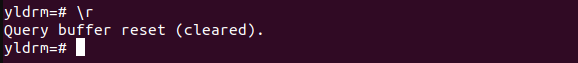 yldrm=# \r
Query buffer reset (cleared).
yldrm=#